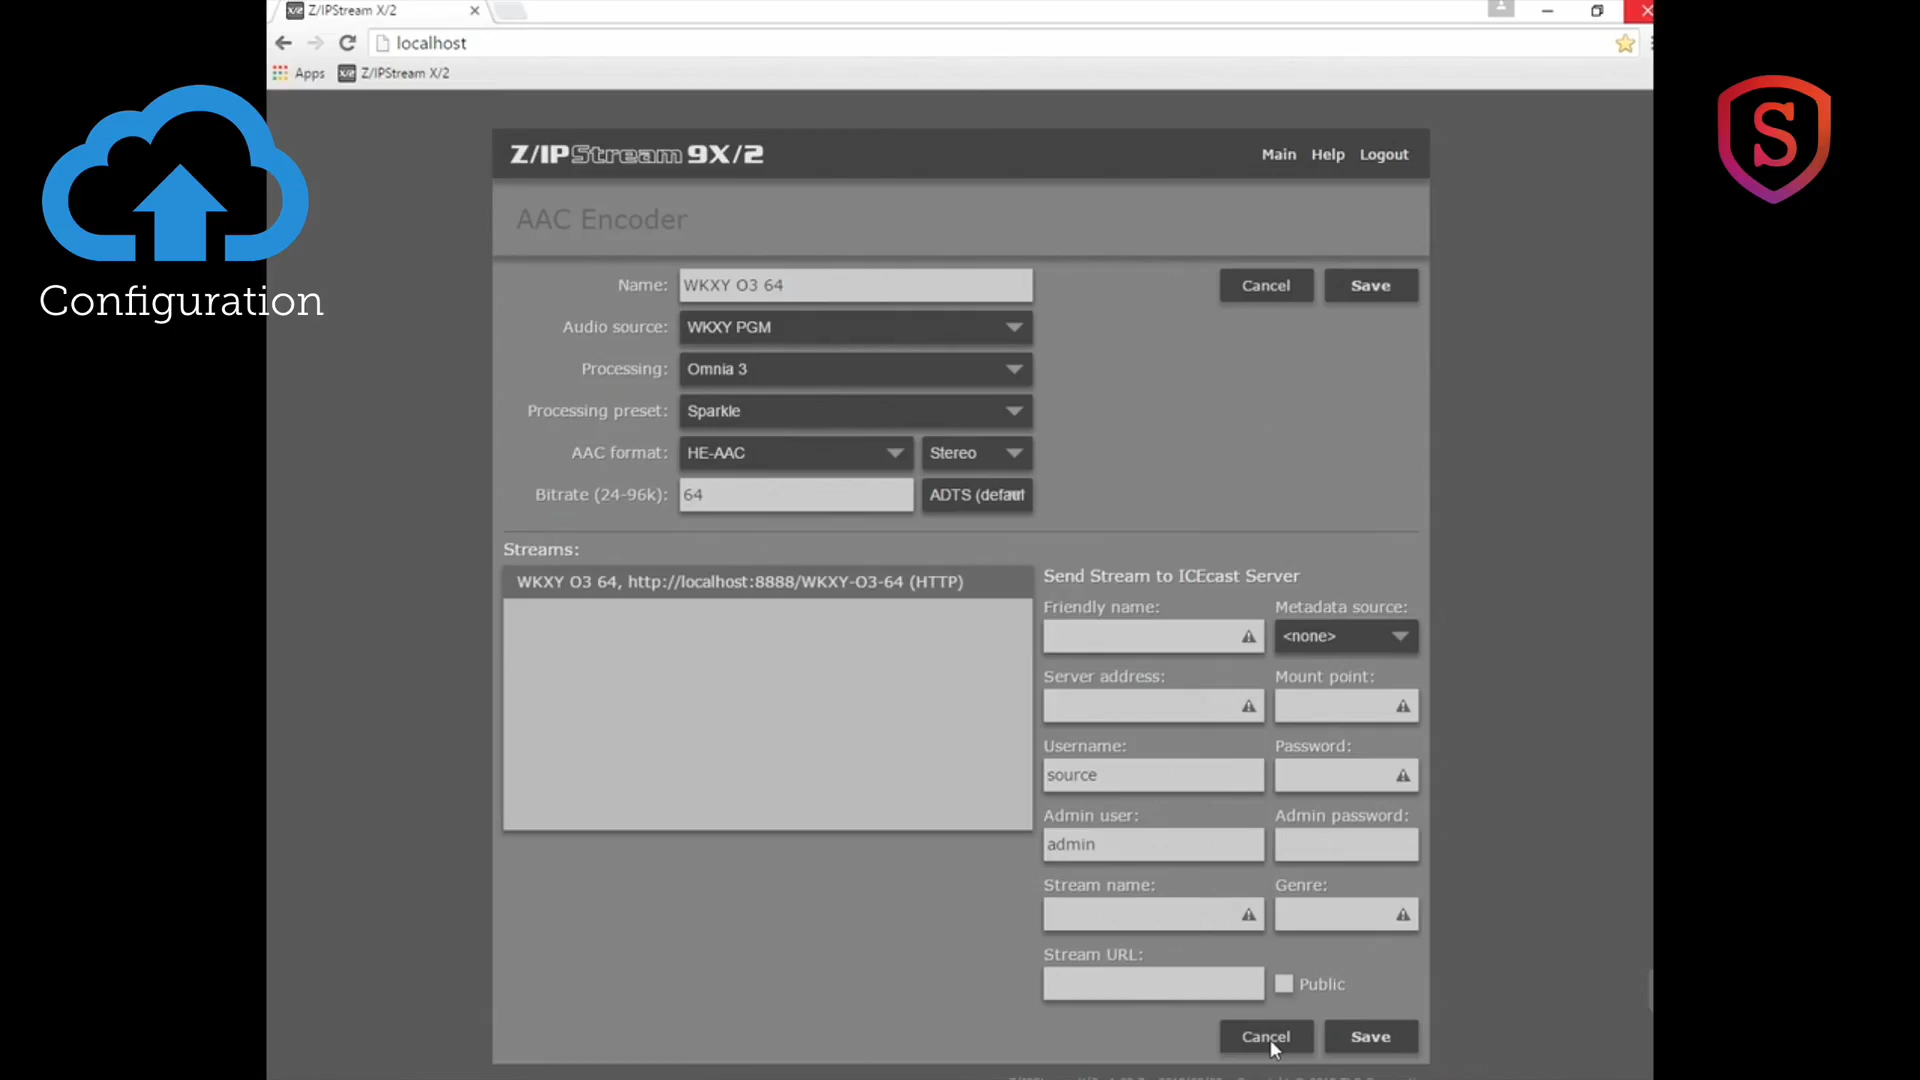 Z/IPStream X/2
localhost
Apps Z/IPStream X/2
Configuration
S
Z/IPStream 9X/2
Main Help Logout
AAC Encoder
Name: WKXY O3 64
Cancel Save
Audio source: WKXY PGM
Processing: Omnia 3
Processing preset: Sparkle
AAC format: HE-AAC Stereo
Bitrate (24-96k): 64 ADTS (defaul
Streams:
WKXY O3 64, http://localhost:8888/WKXY-O3-64 (HTTP)
Send Stream to ICEcast Server
Friendly name: Metadata source:
<none>
Server address: Mount point:
Username: Password:
source
Admin user: Admin password:
admin
Stream name: Genre:
Stream URL:
Public
Cancel Save